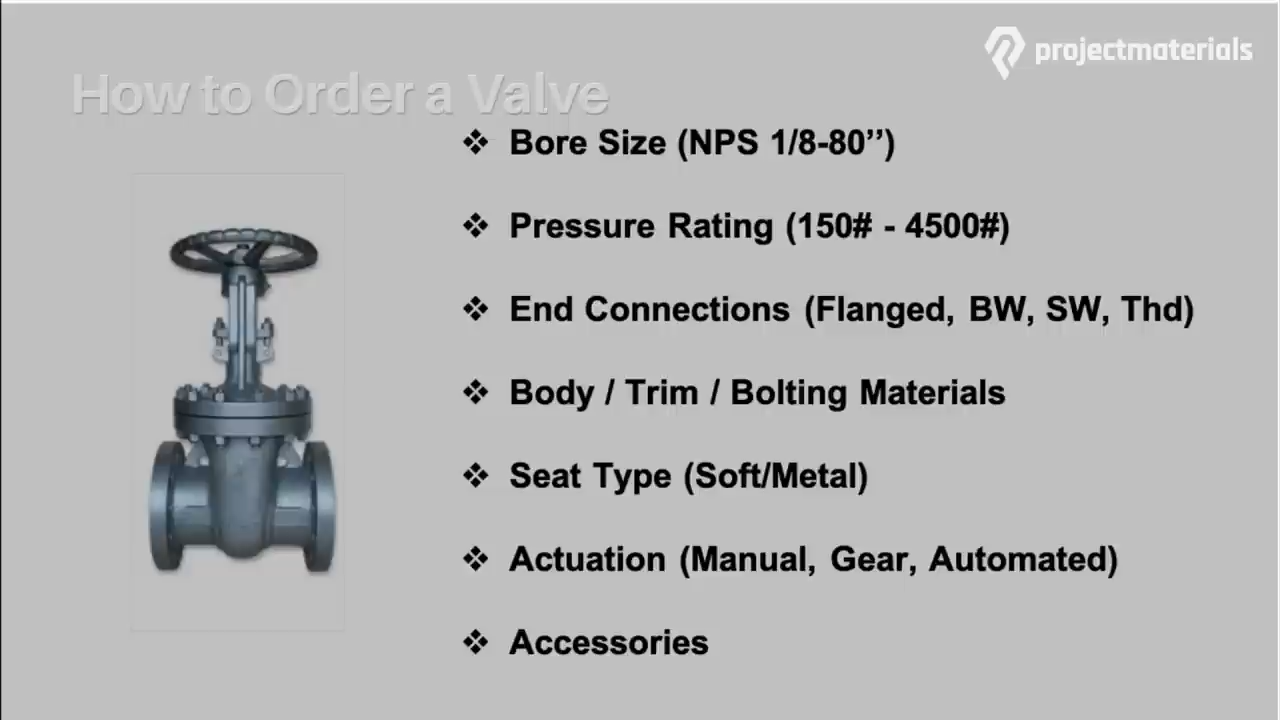 projectmaterials
How to Order a Valve
❖ Bore Size (NPS 1/8-80’’)
❖ Pressure Rating (150# - 4500#)
❖ End Connections (Flanged, BW, SW, Thd)
❖ Body / Trim / Bolting Materials
❖ Seat Type (Soft/Metal)
❖ Actuation (Manual, Gear, Automated)
❖ Accessories